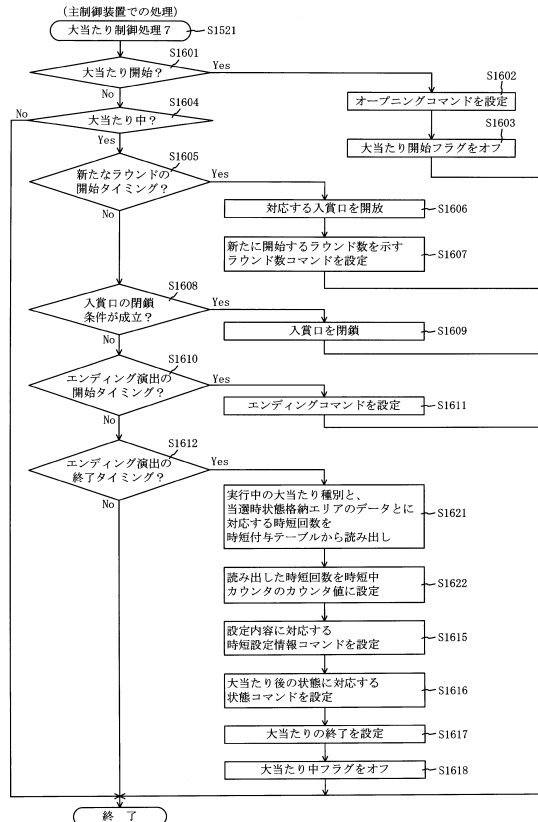 (主制御装置での処理)
大当たり制御処理7
S1521
S1601
大当たり開始?
Yes
No
S1602
オープニングコマンドを設定
S1603
大当たり開始フラグをオフ
S1604
No
大当たり中?
Yes
S1605
新たなラウンドの
開始タイミング?
Yes
No
対応する入賞口を開放
S1606
新たに開始するラウンド数を示す
ラウンド数コマンドを設定
S1607
S1608
入賞口の閉鎖
条件が成立?
Yes
No
入賞口を閉鎖
S1609
S1610
エンディング演出の
開始タイミング?
Yes
No
エンディングコマンドを設定
S1611
S1612
エンディング演出の
終了タイミング?
Yes
No
実行中の大当たり種別と、
当選時状態格納エリアのデータとに
対応する時短回数を
時短付与テーブルから読み出し
S1621
読み出した時短回数を時短中
カウンタのカウンタ値に設定
S1622
設定内容に対応する
時短設定情報コマンドを設定
S1615
大当たり後の状態に対応する
状態コマンドを設定
S1616
大当たりの終了を設定
S1617
大当たり中フラグをオフ
S1618
終 了